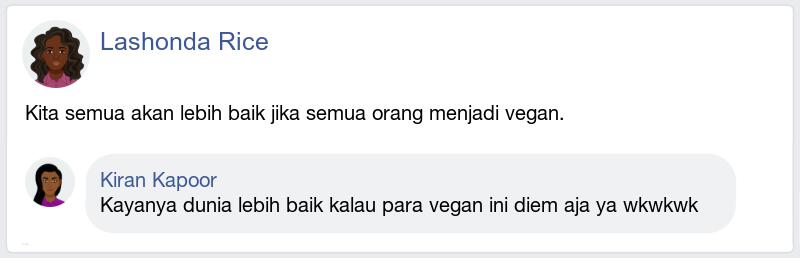 Lashonda Rice
Kita semua akan lebih baik jika semua orang menjadi vegan.
Kiran Kapoor
Kayanya dunia lebih baik kalau para vegan ini diem aja ya wkwkwk